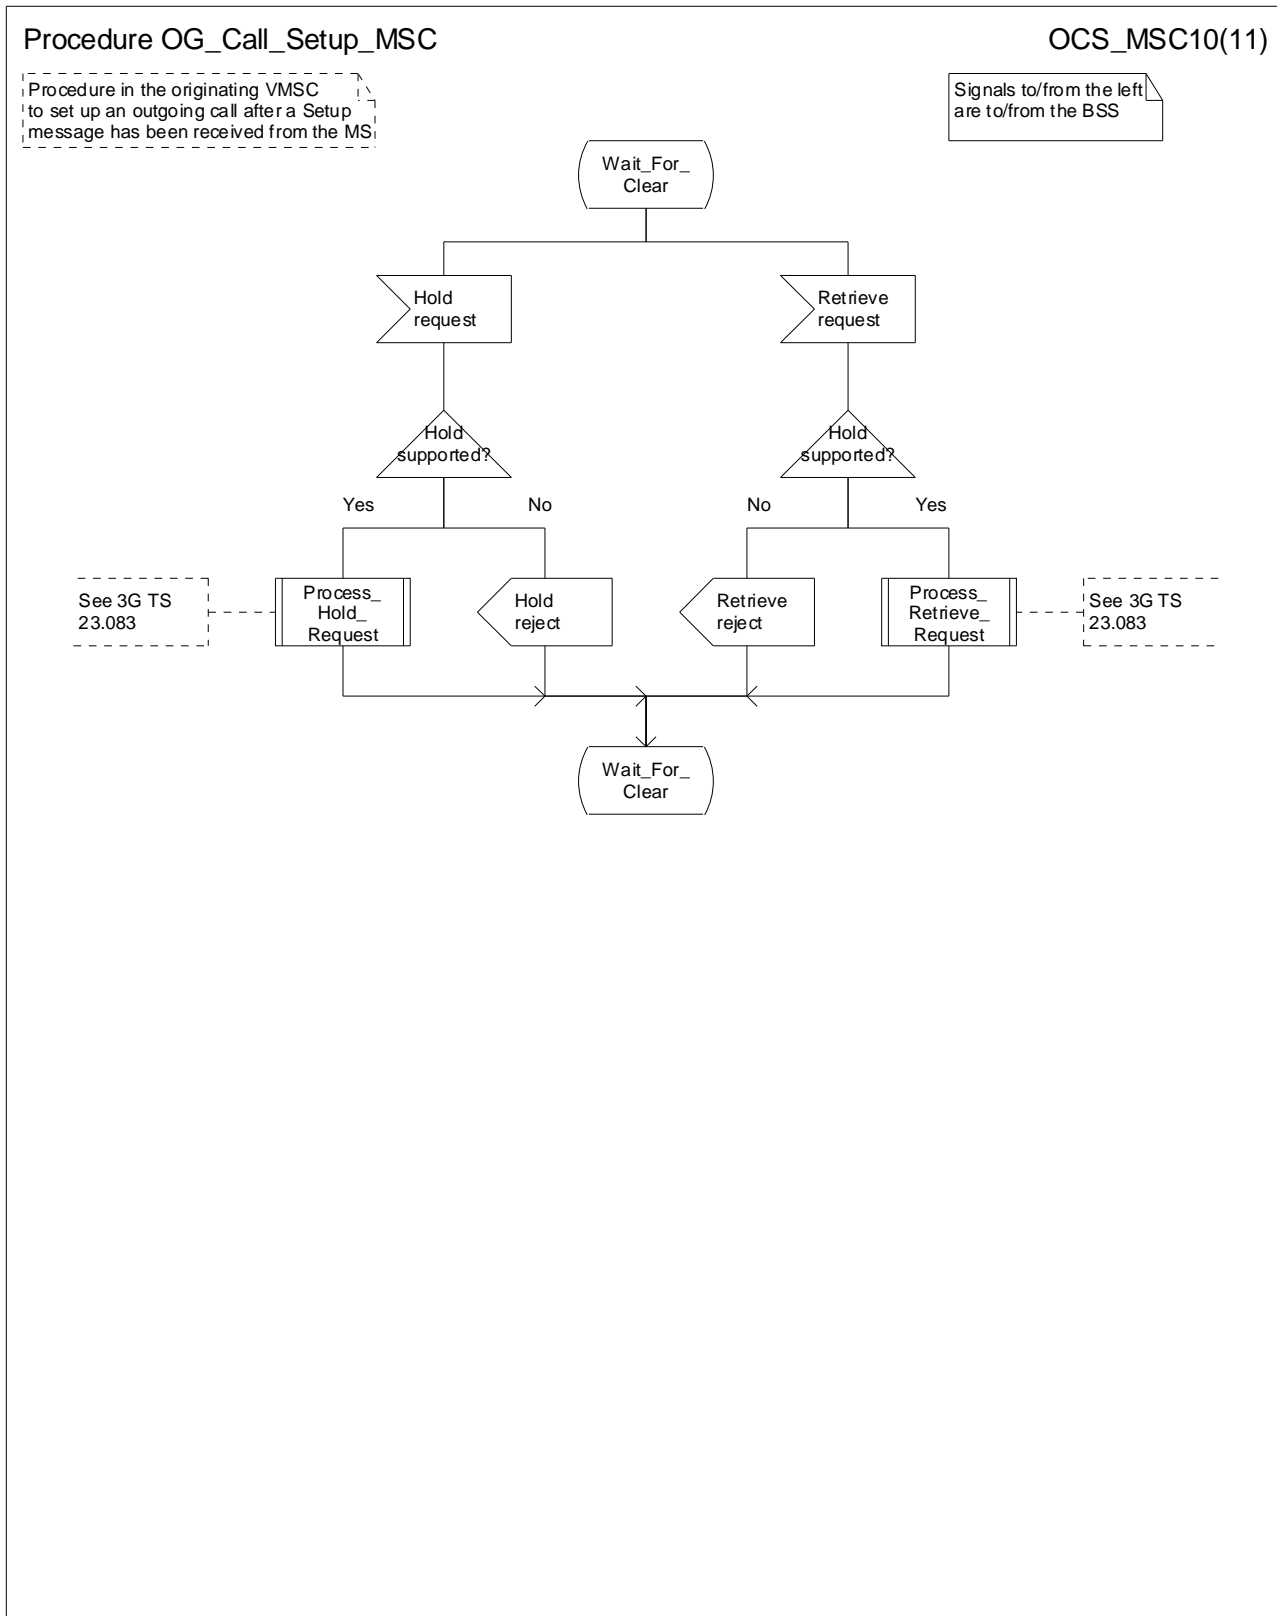 Procedure OG_Call_Setup_MSC
OCS_MSC10(11)
Procedure in the originating VMSC
to set up an outgoing call after a Setup
message has been received from the MS
Signals to/from the left
are to/from the BSS
Wait_For_
Clear
Hold
request
Retrieve
request
Hold
supported?
Hold
supported?
Yes
No
No
Yes
See 3G TS
23.083
Process_
Hold_
Request
Hold
reject
Retrieve
reject
Process_
Retrieve_
Request
See 3G TS
23.083
Wait_For_
Clear